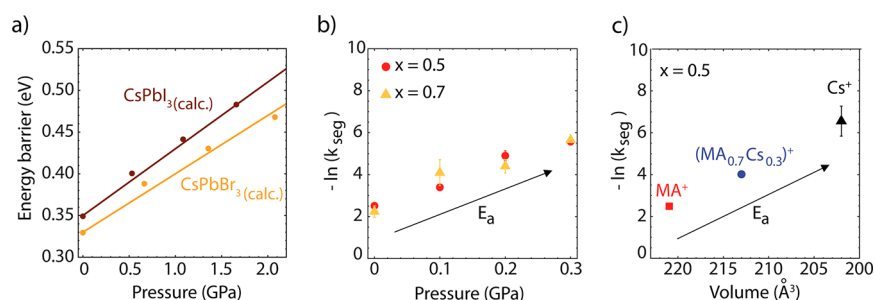 a)
0.55
0.50
0.45
0.40
0.35
0.30
Energy barrier (eV)
CsPbI3(calc.)
CsPbBr3(calc.)
0
0.5
1.0
1.5
2.0
Pressure (GPa)
b)
10
8
6
4
2
0
- ln (kseg)
x = 0.5
x = 0.7
Ea
0
0.1
0.2
0.3
Pressure (GPa)
c)
10
8
6
4
2
0
- ln (kseg)
x = 0.5
Cs+
(MA0.7Cs0.3)+
MA+
Ea
220
215
210
205
200
Volume (Å3)